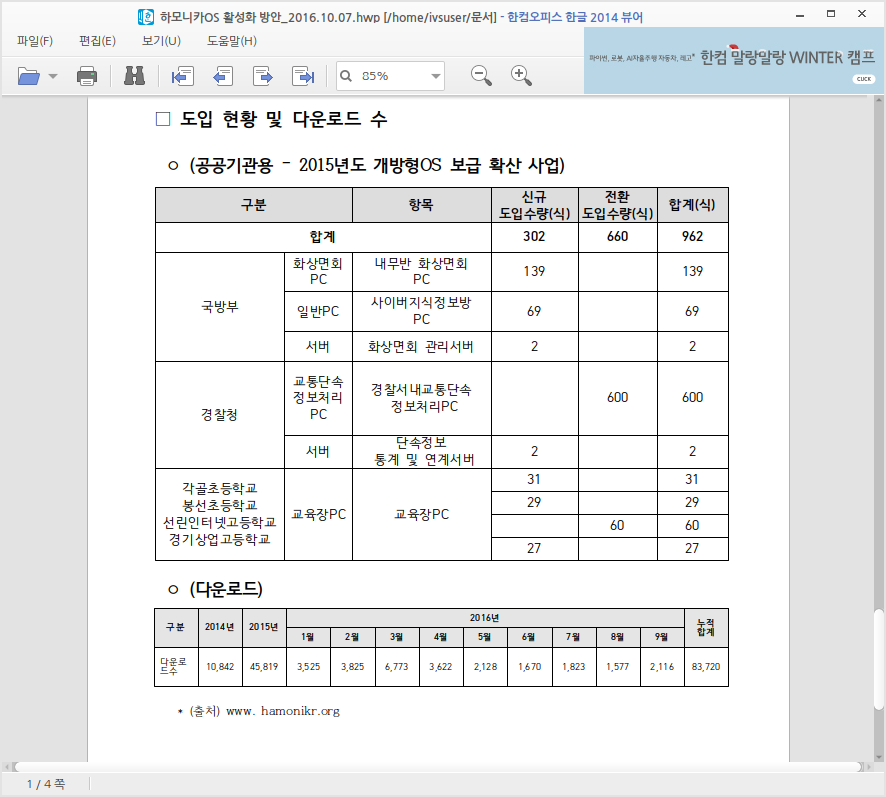 하모니카OS 활성화 방안_2016.10.07.hwp [/home/ivsuser/문서] - 한컴오피스 한글 2014 뷰어
파일(F) 편집(E) 보기(U) 도움말(H)
파이썬, 로봇, AI자율주행 자동차, 레고* 한컴 말랑말랑 WINTER 캠프
CLICK
85%
□ 도입 현황 및 다운로드 수
ㅇ (공공기관용 - 2015년도 개방형OS 보급 확산 사업)
구분 항목 신규 도입수량(식) 전환 도입수량(식) 합계(식)
합계 302 660 962
국방부 화상면회 PC 내무반 화상면회 PC 139 139
일반PC 사이버지식정보방 PC 69 69
서버 화상면회 관리서버 2 2
경찰청 교통단속 정보처리 PC 경찰서내교통단속 정보처리PC 600 600
서버 단속정보 통계 및 연계서버 2 2
각골초등학교 교육장PC 교육장PC 31 31
봉선초등학교 29 29
선린인터넷고등학교 60 60
경기상업고등학교 27 27
ㅇ (다운로드)
구분 2014년 2015년 2016년 누적 합계
1월 2월 3월 4월 5월 6월 7월 8월 9월
다운로드수 10,842 45,819 3,525 3,825 6,773 3,622 2,128 1,670 1,823 1,577 2,116 83,720
* (출처) www. hamonikr.org
1 / 4 쪽